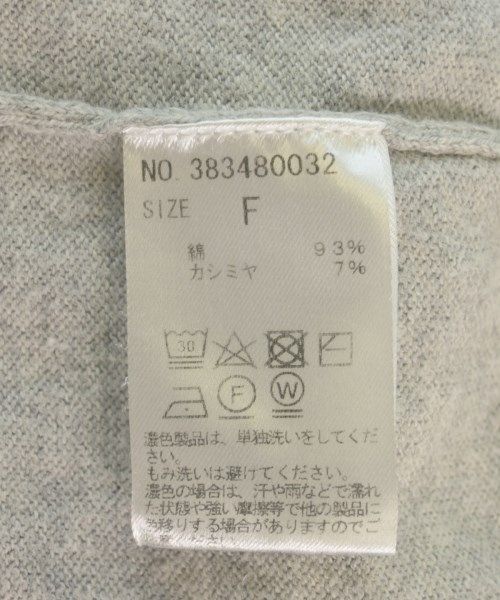 NO. 383480032
SIZE F
綿 93%
カシミヤ 7%
30
F W
濃色製品は、単独洗いをしてくだ
さい。
もみ洗いは避けてください。
濃色の場合は、汗や雨などで濡れ
た状態や強い摩擦等で他の製品に
色移りする場合がありますのでご